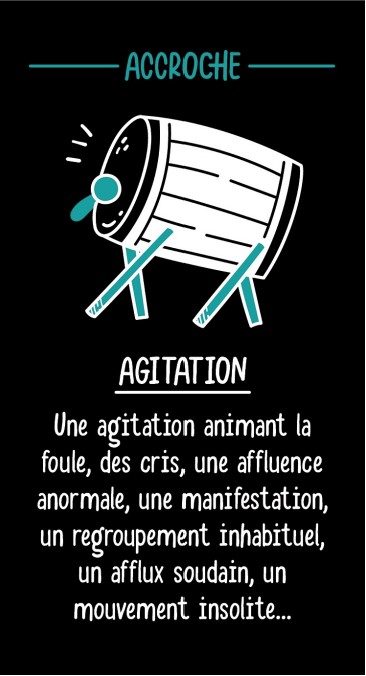 ACCROCHE
AGITATION
Une agitation animant la
foule, des cris, une affluence
anormale, une manifestation,
un regroupement inhabituel,
un afflux soudain, un
mouvement insolite...